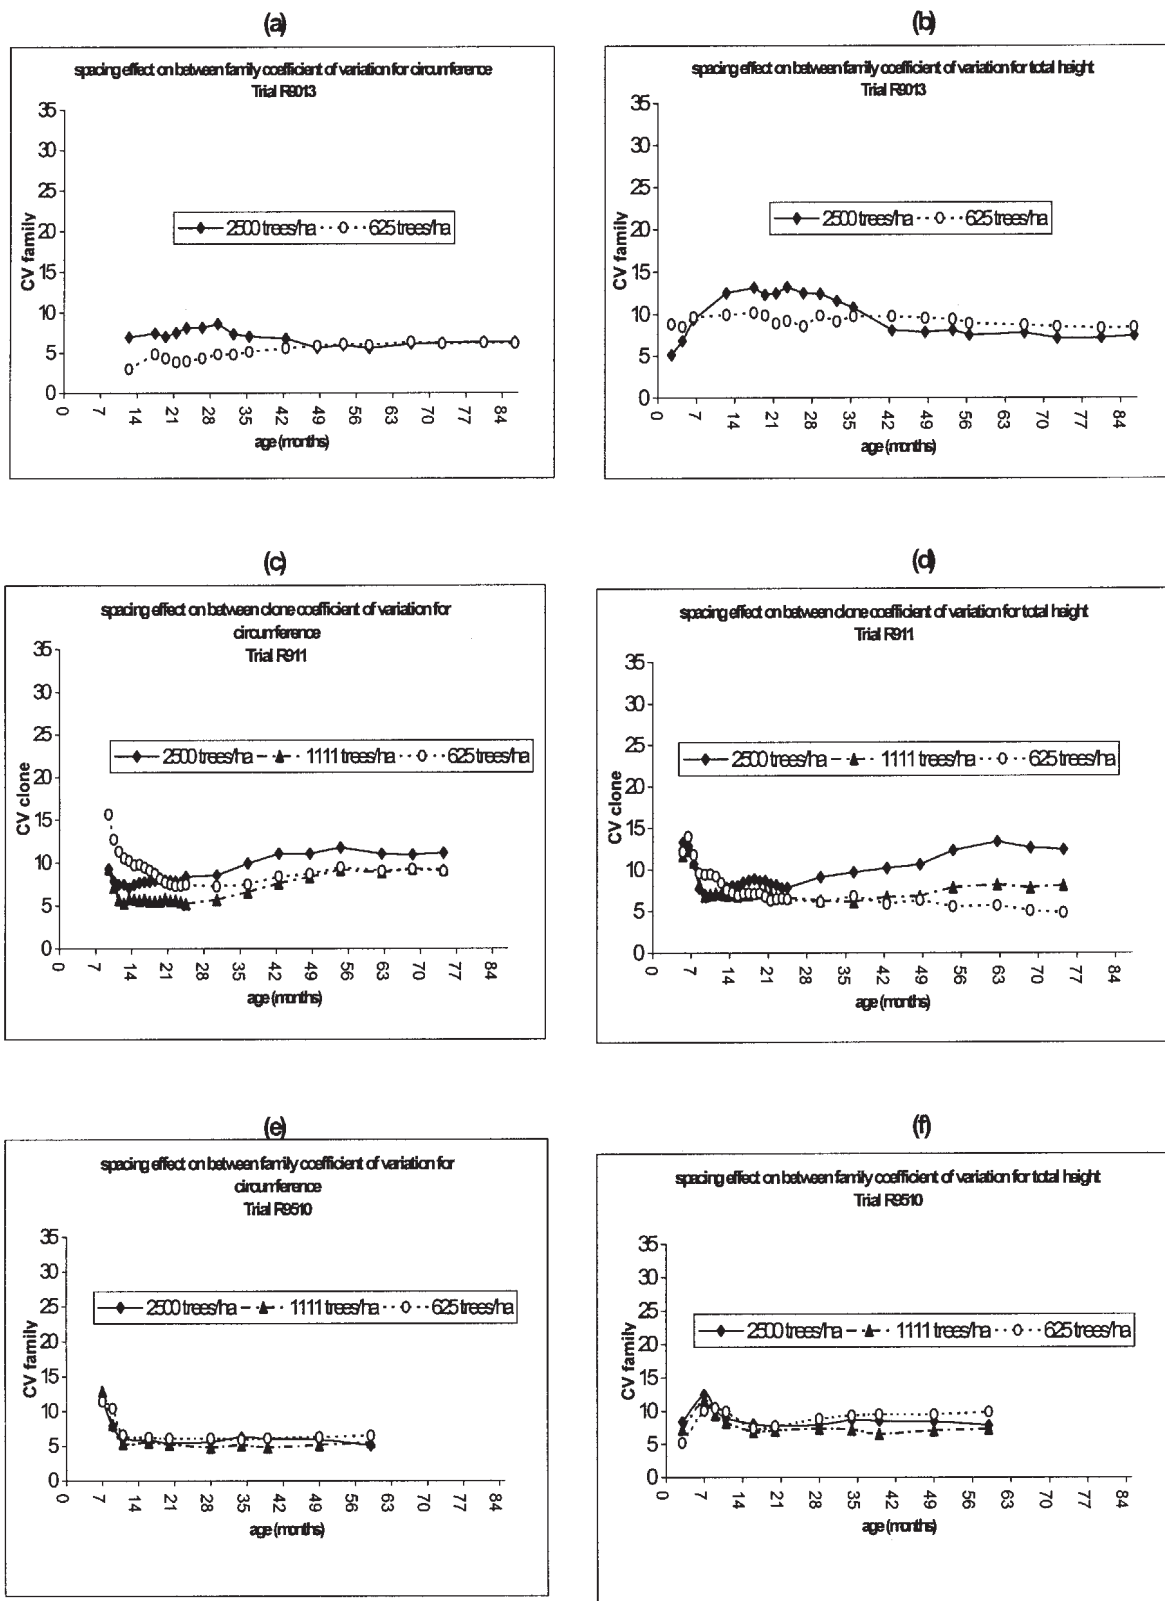 (a)
spacing effect on between family coefficient of variation for circumference
Trial R9013
35
30
25
20
15
10
5
0
CV family
2500 trees/ha
625 trees/ha
0 7 14 21 28 35 42 49 56 63 70 77 84
age (months)
(b)
spacing effect on between family coefficient of variation for total height
Trial R9013
35
30
25
20
15
10
5
0
CV family
2500 trees/ha
625 trees/ha
0 7 14 21 28 35 42 49 56 63 70 77 84
age (months)
(c)
spacing effect on between clone coefficient of variation for
circumference
Trial R911
35
30
25
20
15
10
5
0
CV clone
2500 trees/ha
1111 trees/ha
625 trees/ha
0 7 14 21 28 35 42 49 56 63 70 77 84
age (months)
(d)
spacing effect on between clone coefficient of variation for total height
Trial R911
35
30
25
20
15
10
5
0
CV clone
2500 trees/ha
1111 trees/ha
625 trees/ha
0 7 14 21 28 35 42 49 56 63 70 77 84
age (months)
(e)
spacing effect on between family coefficient of variation for
circumference
Trial R9510
35
30
25
20
15
10
5
0
CV family
2500 trees/ha
1111 trees/ha
625 trees/ha
0 7 14 21 28 35 42 49 56 63 70 77 84
age (months)
(f)
spacing effect on between family coefficient of variation for total height
Trial R9510
35
30
25
20
15
10
5
0
CV family
2500 trees/ha
1111 trees/ha
625 trees/ha
0 7 14 21 28 35 42 49 56 63 70 77 84
age (months)